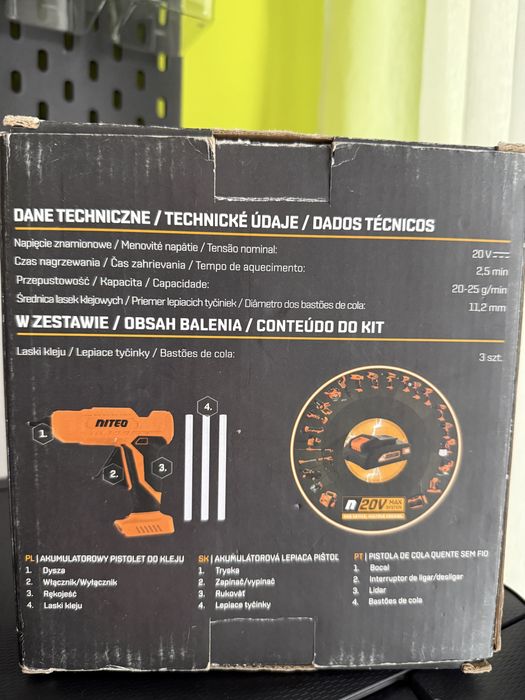 DANE TECHNICZNE / TECHNICKÉ ÚDAJE / DADOS TÉCNICOS
Napięcie znamionowe / Menovité napätie / Tensão nominal: 20 V
Czas nagrzewania / Čas zahrievania / Tempo de aquecimento: 2,5 min
Przepustowość / Kapacita / Capacidade: 20-25 g/min
Średnica lasek klejowych / Priemer lepiacich tyčiniek / Diámetro dos bastões de cola: 11,2 mm
W ZESTAWIE / OBSAH BALENIA / CONTEÚDO DO KIT
Laski kleju / Lepiace tyčinky / Bastões de cola: 3 szt.
NITEO
1.
2.
3.
4.
n 20V MAX
SYSTEM
PL | AKUMULATOROWY PISTOLET DO KLEJU
1. Dysza
2. Włącznik/Wyłącznik
3. Rękojeść
4. Laski kleju
SK | AKUMULÁTOROVÁ LEPIACA PIŠTOĽ
1. Tryska
2. Zapínač/vypínač
3. Rukoväť
4. Lepiace tyčinky
PT | PISTOLA DE COLA QUENTE SEM FIO
1. Bocal
2. Interruptor de ligar/desligar
3. Lidar
4. Bastões de cola